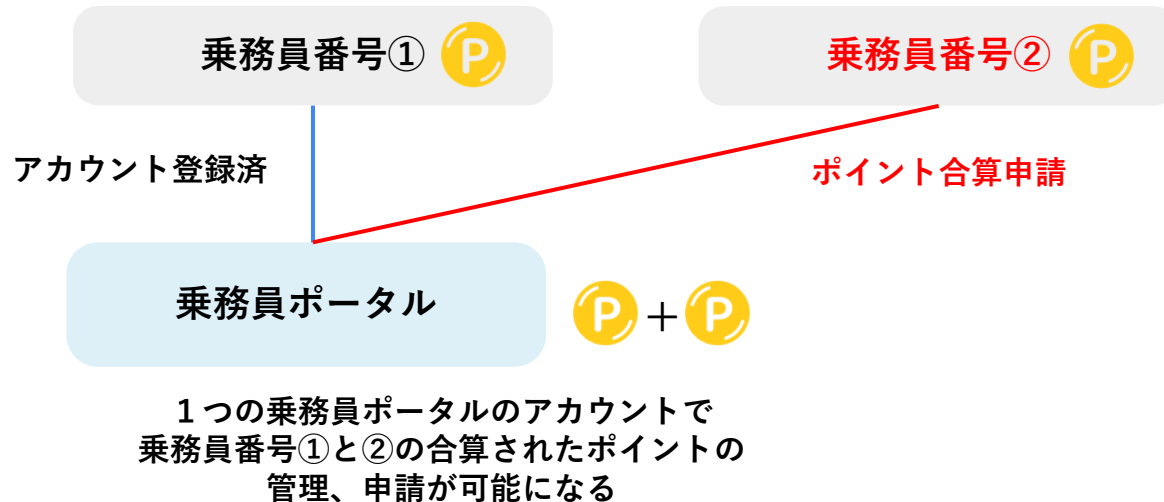 乗務員番号① P
乗務員番号② P
アカウント登録済
ポイント合算申請
乗務員ポータル
P+P
１つの乗務員ポータルのアカウントで
乗務員番号①と②の合算されたポイントの
管理、申請が可能になる